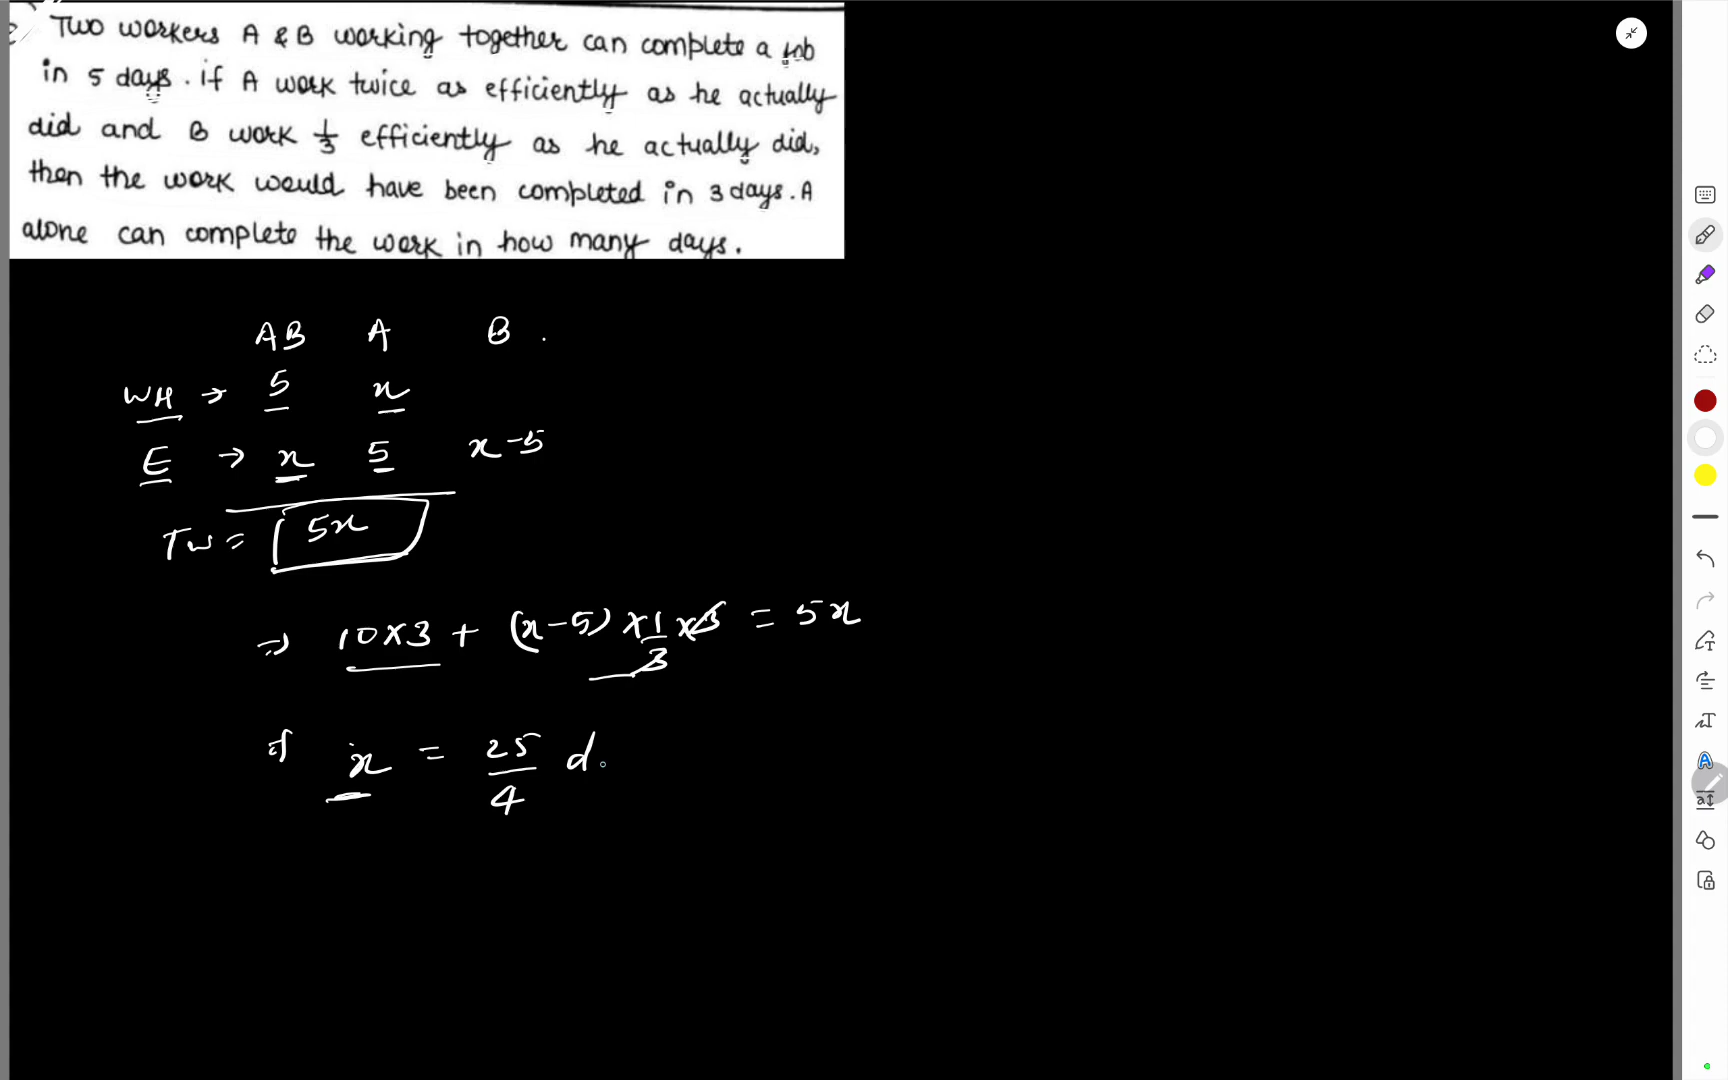 Two workers A & B working together can complete a job
in 5 days. if A work twice as efficiently as he actually
did and B work 1/3 efficiently as he actually did,
then the work would have been completed in 3 days. A
alone can complete the work in how many days.
AB A B .
WH → 5 x
E → x 5 x-5
TW = 5x
⇒ 10×3 + (x-5) ×1/3 ×3 = 5x
x = 25/4 d.